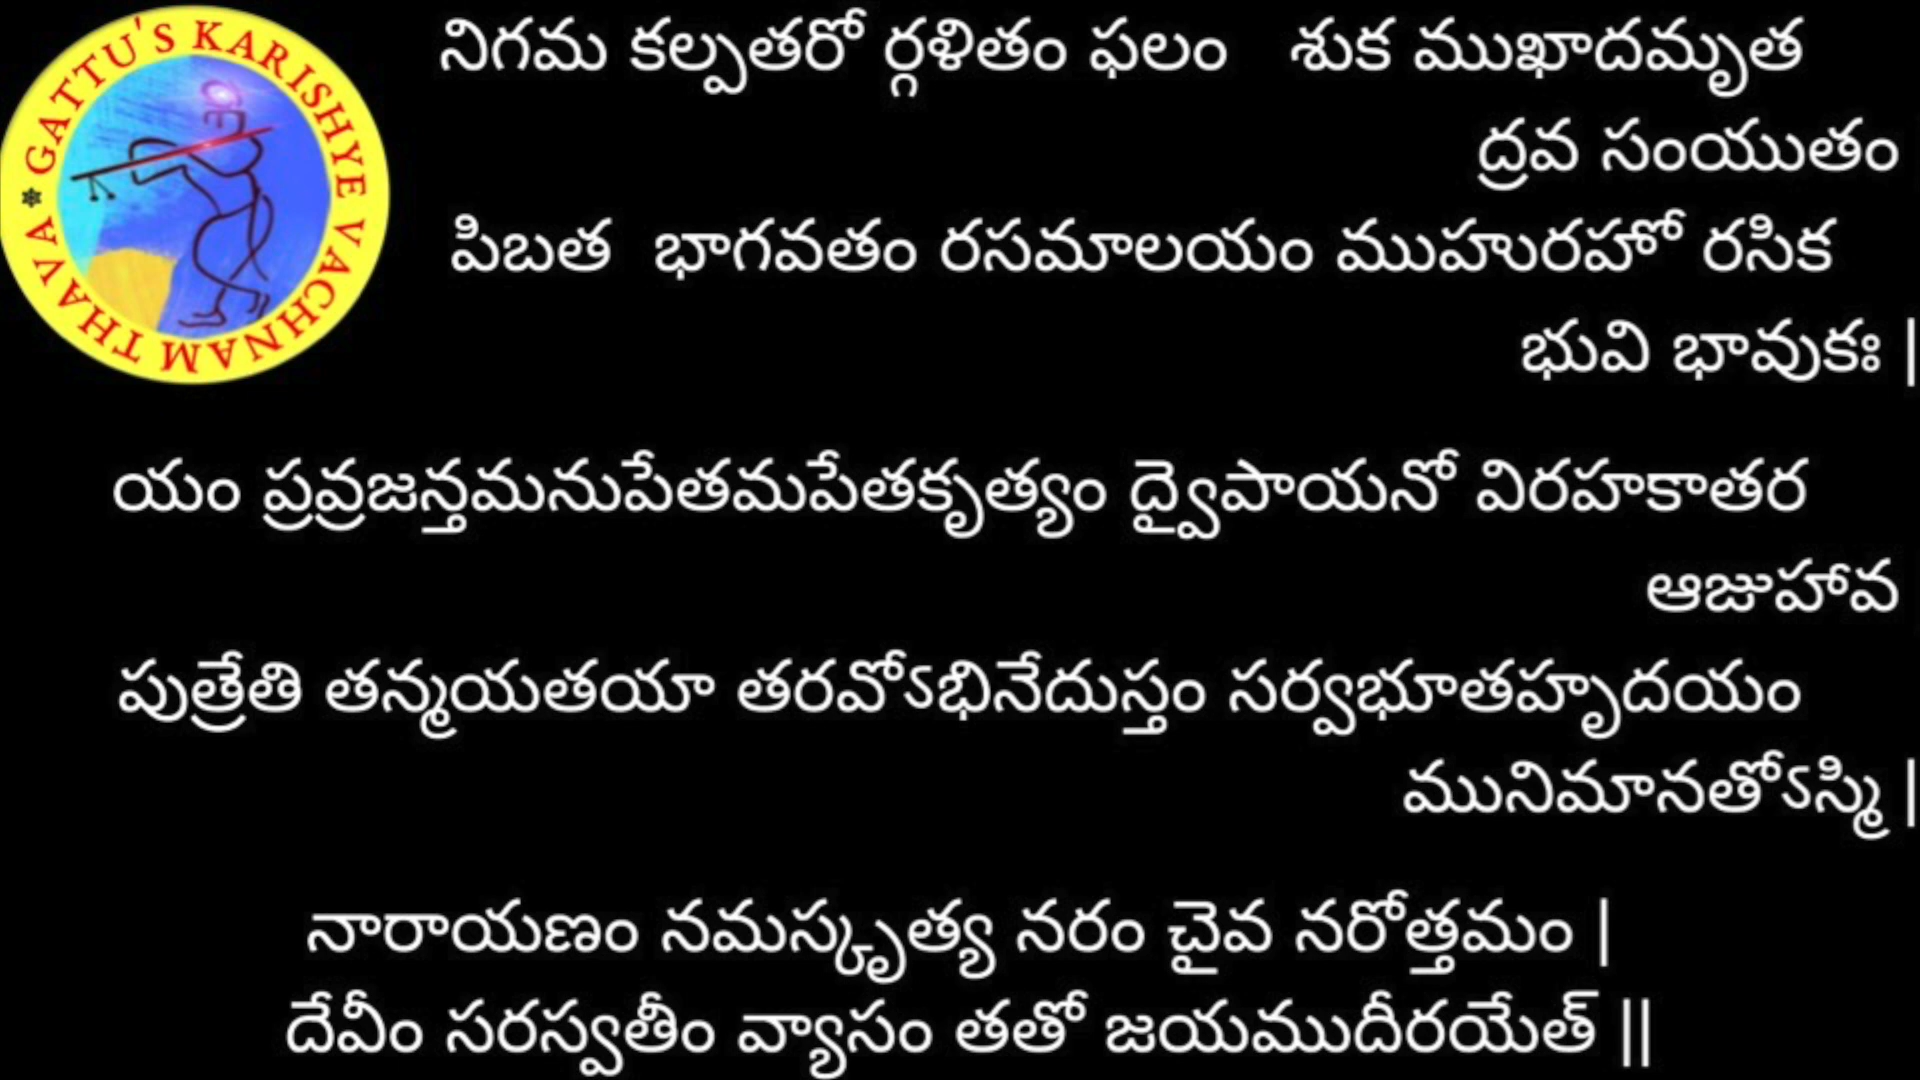 GATTU'S KARISHYE VACHNAM THAVA *
నిగమ కల్పతరో ర్గళితం ఫలం శుక ముఖాదమృత
ద్రవ సంయుతం
పిబత భాగవతం రసమాలయం ముహురహో రసిక
భువి భావుకః |
యం ప్రవ్రజన్తమనుపేతమపేతకృత్యం ద్వైపాయనో విరహకాతర
ఆజుహావ
పుత్రేతి తన్మయతయా తరవోఽభినేదుస్తం సర్వభూతహృదయం
మునిమానతోఽస్మి |
నారాయణం నమస్కృత్య నరం చైవ నరోత్తమం |
దేవీం సరస్వతీం వ్యాసం తతో జయముదీరయేత్ ||